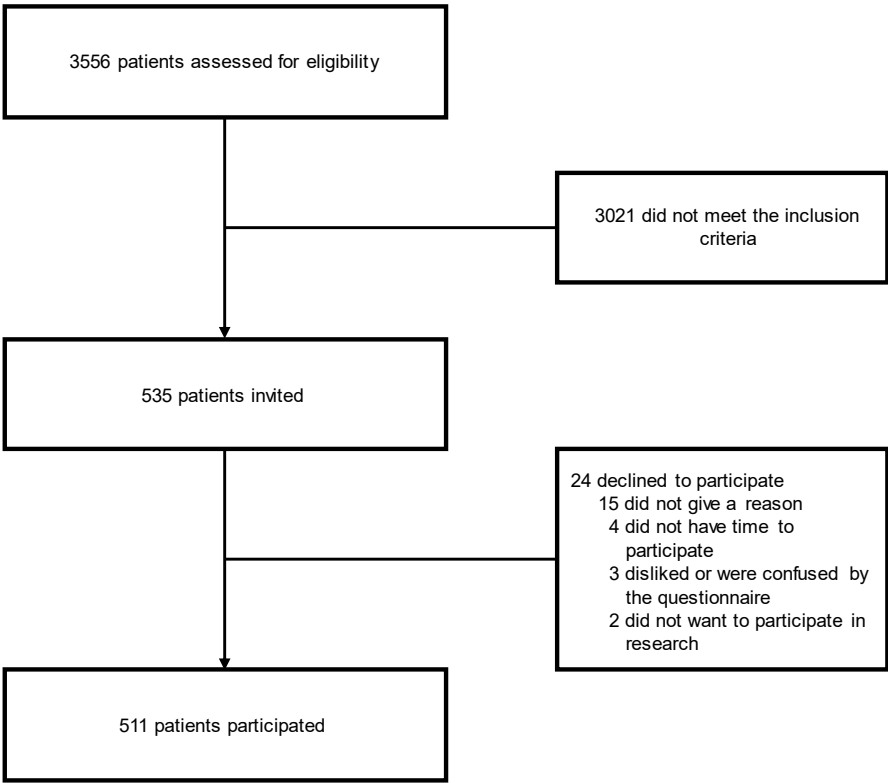 3556 patients assessed for eligibility
3021 did not meet the inclusion
criteria
535 patients invited
24 declined to participate
15 did not give a reason
4 did not have time to
participate
3 disliked or were confused by
the questionnaire
2 did not want to participate in
research
511 patients participated